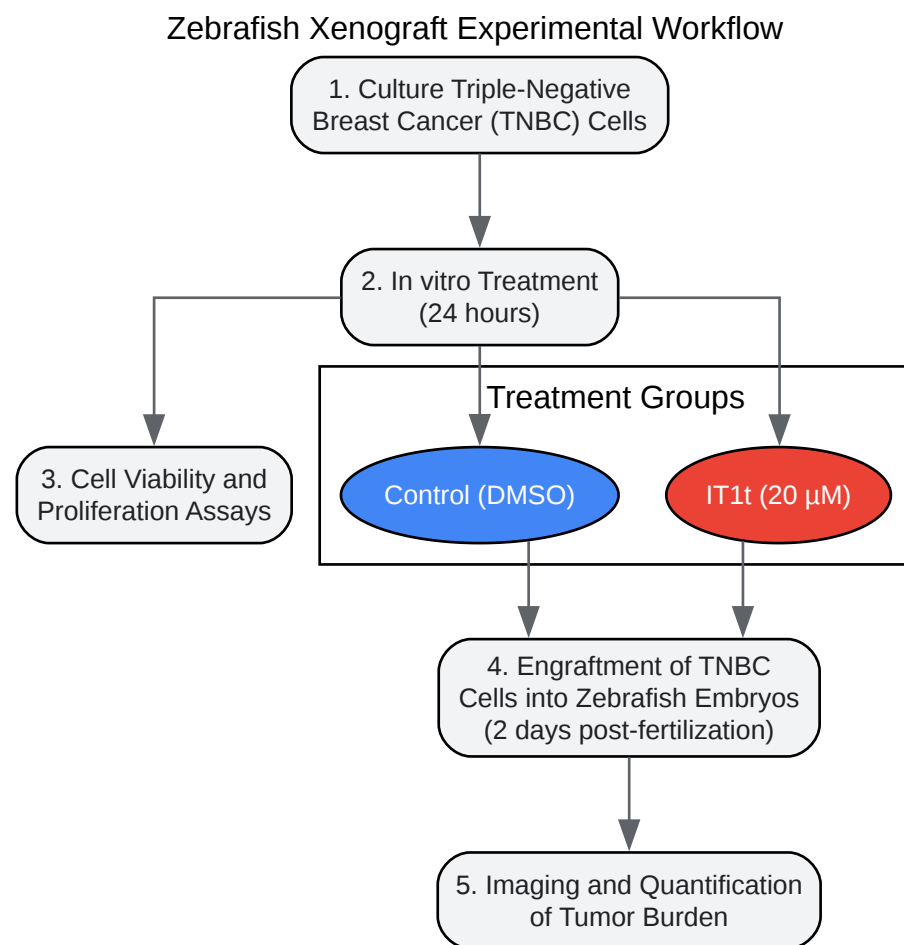 Zebrafish Xenograft Experimental Workflow
1. Culture Triple-Negative
Breast Cancer (TNBC) Cells
2. In vitro Treatment
(24 hours)
Treatment Groups
3. Cell Viability and
Proliferation Assays
Control (DMSO)
IT1t (20 µM)
4. Engraftment of TNBC
Cells into Zebrafish Embryos
(2 days post-fertilization)
5. Imaging and Quantification
of Tumor Burden